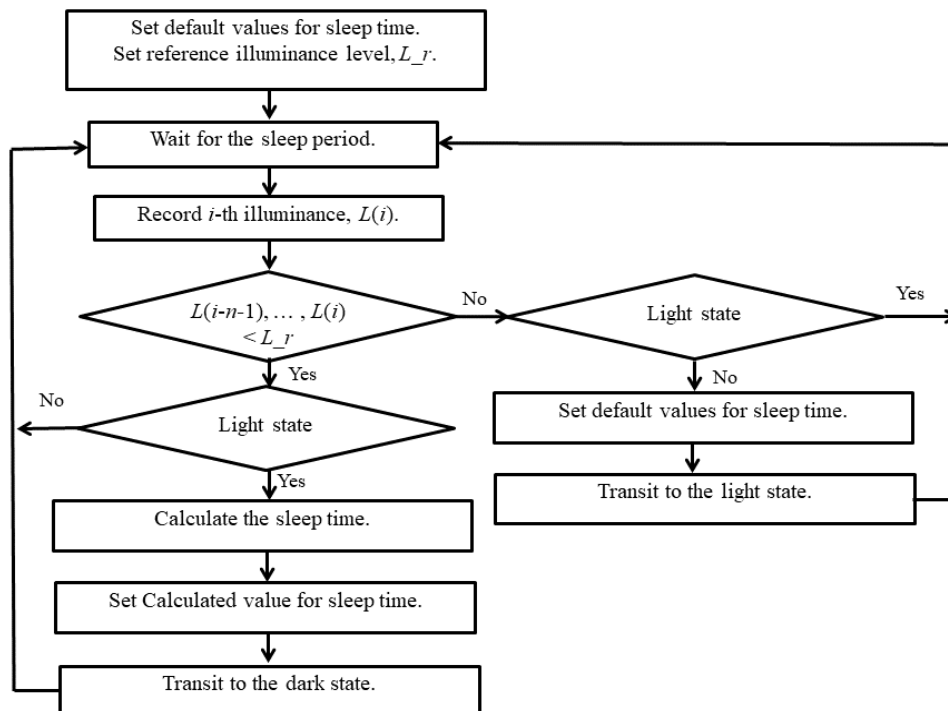 Set default values for sleep time.
Set reference illuminance level, L_r.
Wait for the sleep period.
Record i-th illuminance, L(i).
L(i-n-1), … , L(i)
< L_r
No
Light state
Yes
Yes
No
No
Light state
Set default values for sleep time.
Yes
Transit to the light state.
Calculate the sleep time.
Set Calculated value for sleep time.
Transit to the dark state.